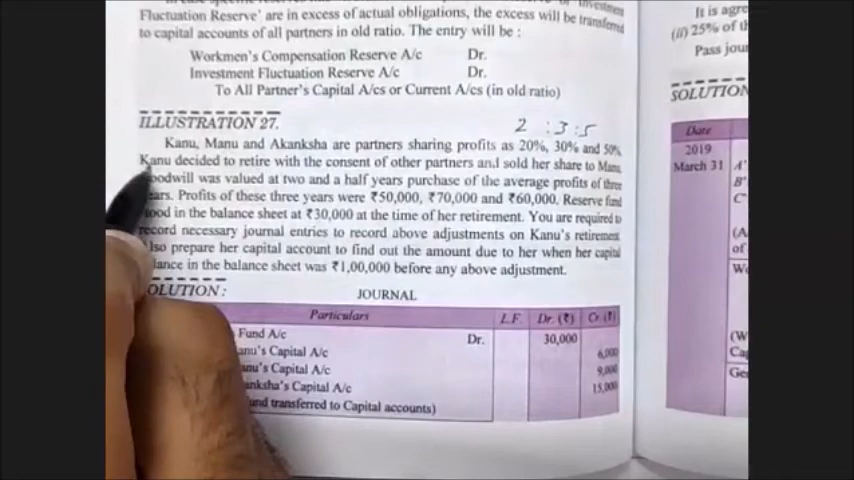 Fluctuation Reserve' are in excess of actual obligations, the excess will be transferred
to capital accounts of all partners in old ratio. The entry will be :
Workmen's Compensation Reserve A/c Dr.
Investment Fluctuation Reserve A/c Dr.
To All Partner's Capital A/cs or Current A/cs (in old ratio)
ILLUSTRATION 27.
2 : 3 : 5
Kanu, Manu and Akanksha are partners sharing profits as 20%, 30% and 50%
Kanu decided to retire with the consent of other partners and sold her share to Manu
oodwill was valued at two and a half years purchase of the average profits of three
ears. Profits of these three years were ₹50,000, ₹70,000 and ₹60,000. Reserve fund
tood in the balance sheet at ₹30,000 at the time of her retirement. You are required to
record necessary journal entries to record above adjustments on Kanu's retirement
lso prepare her capital account to find out the amount due to her when her capital
lance in the balance sheet was ₹1,00,000 before any above adjustment.
OLUTION :
JOURNAL
Particulars L.F. Dr. (₹) Cr. (₹)
Fund A/c Dr. 30,000
anu's Capital A/c 6,000
anu's Capital A/c 9,000
anksha's Capital A/c 15,000
und transferred to Capital accounts)
It is agre
(ii) 25% of th
Pass jour
SOLUTION
Date
2019
March 31 A'
B'
C'
(A
of
We
(W
Cap
Ge